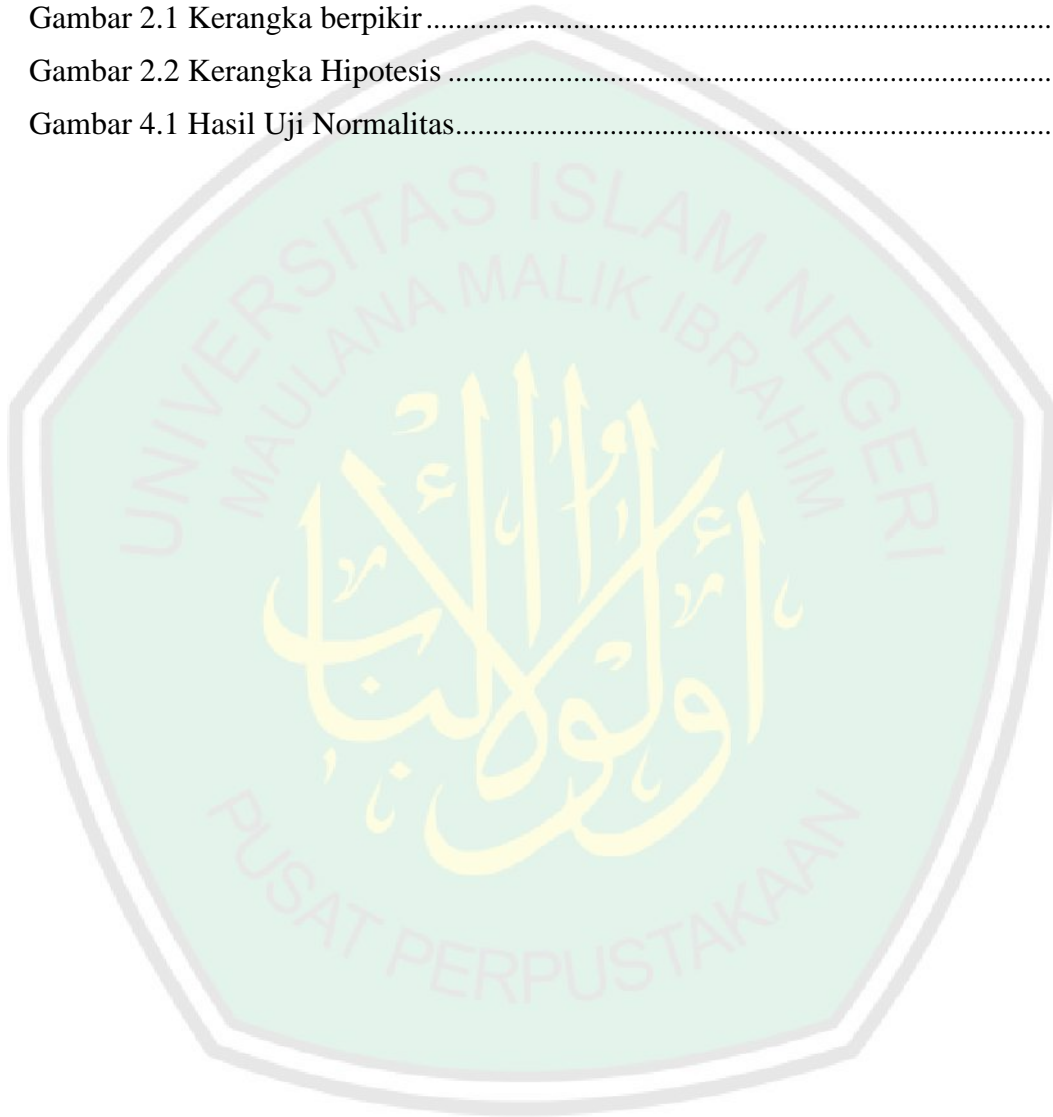 Gambar 2.1 Kerangka berpikir ........................................................................................................
Gambar 2.2 Kerangka Hipotesis ....................................................................................................
Gambar 4.1 Hasil Uji Normalitas....................................................................................................
UNIVERSITAS ISLAM NEGERI
MAULANA MALIK IBRAHIM
أولوا الألباب
PUSAT PERPUSTAKAAN